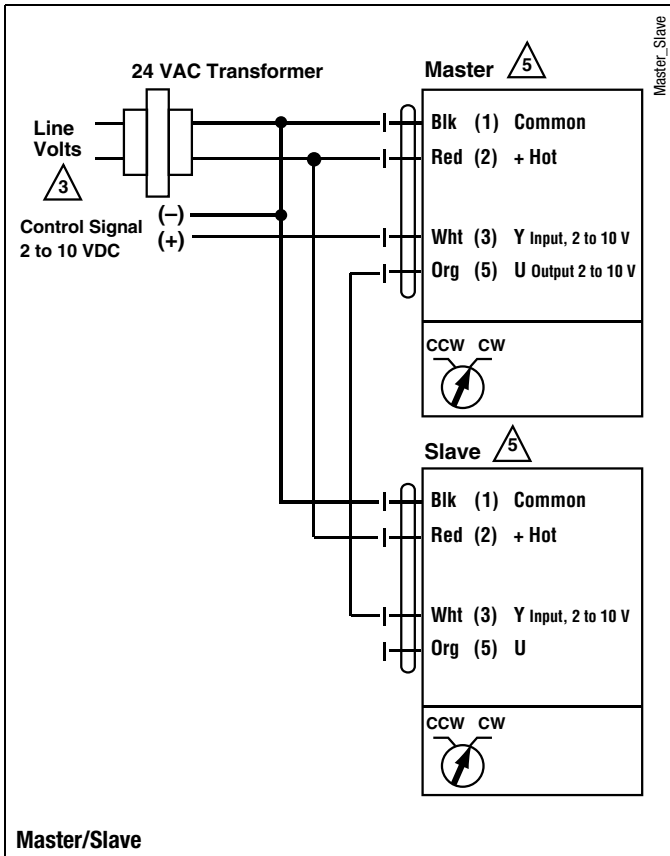 Master_Slave
24 VAC Transformer
Line
Volts
3
Control Signal
2 to 10 VDC
(–)
(+)
Master 5
Blk (1) Common
Red (2) + Hot
Wht (3) Y Input, 2 to 10 V
Org (5) U Output 2 to 10 V
CCW CW
Slave 5
Blk (1) Common
Red (2) + Hot
Wht (3) Y Input, 2 to 10 V
Org (5) U
CCW CW
Master/Slave